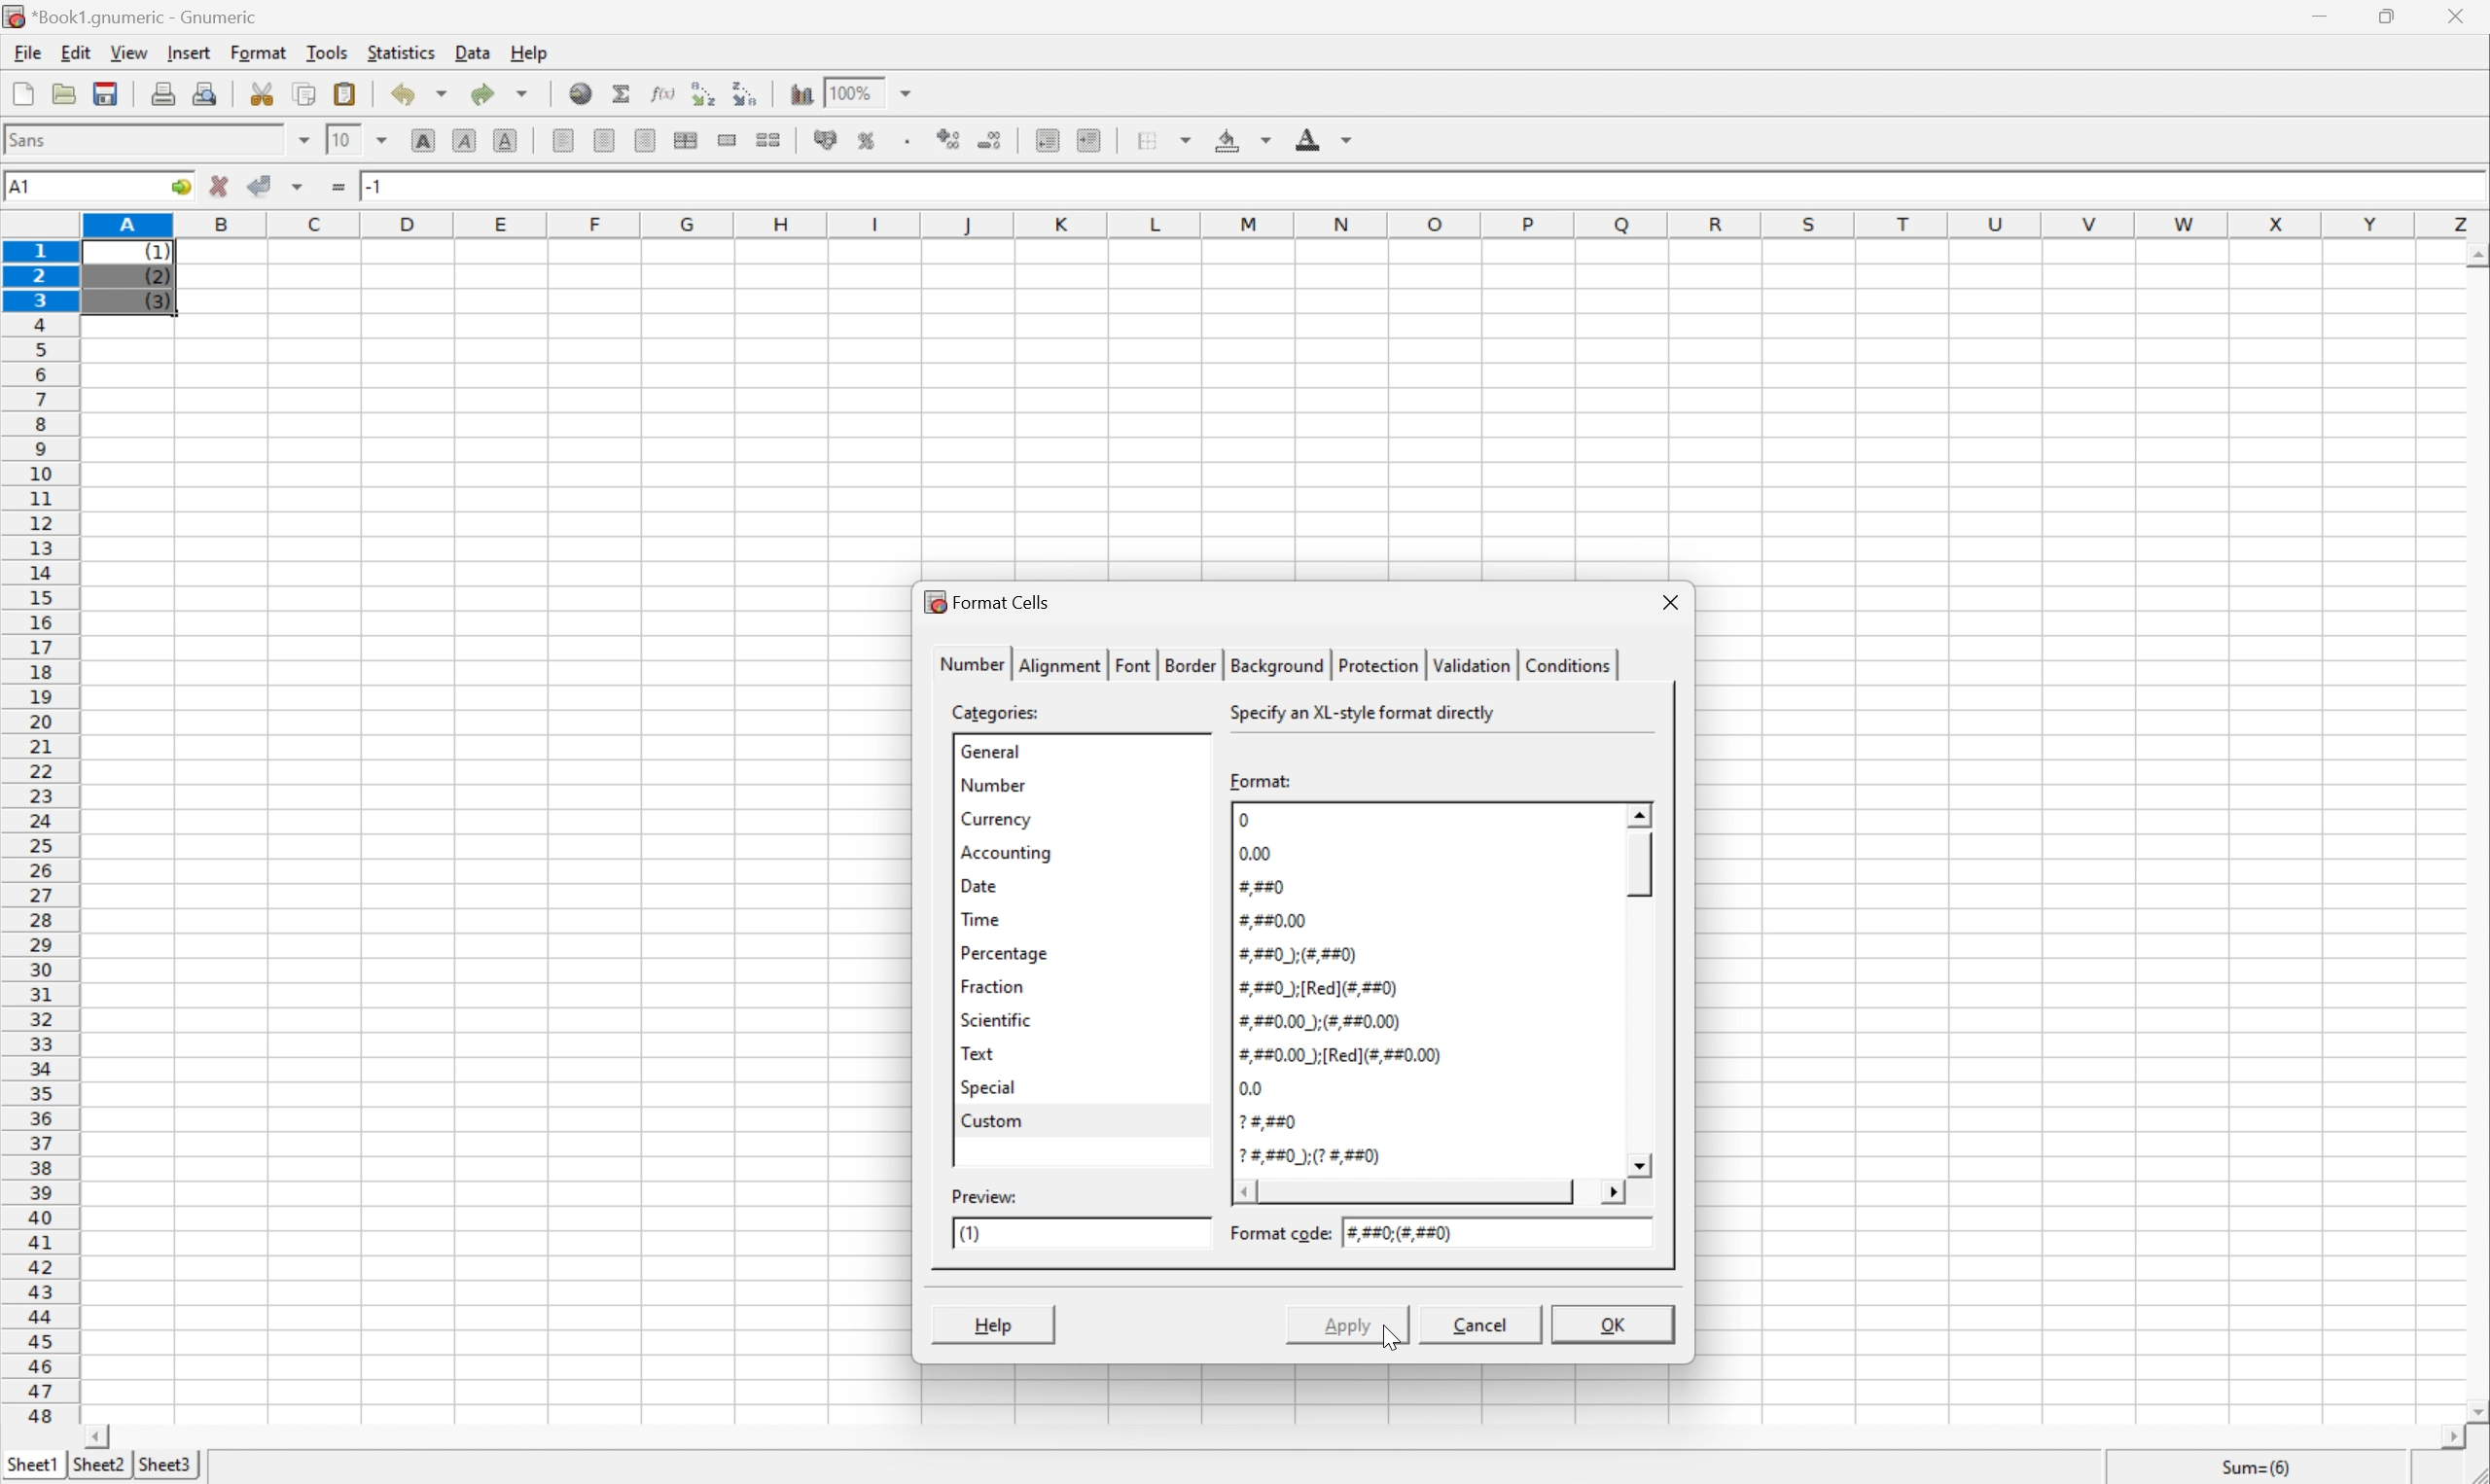 *Book1.gnumeric - Gnumeric
File Edit View Insert Format Tools Statistics Data Help
f(x) 100%
Sans 10 A A A % A
A1 = -1
A B C D E F G H I J K L M N O P Q R S T U V W X Y Z
1 (1)
2 (2)
3 (3)
4
5
6
7
8
9
10
11
12
13
14
15
16
17
18
19
20
21
22
23
24
25
26
27
28
29
30
31
32
33
34
35
36
37
38
39
40
41
42
43
44
45
46
47
48
Format Cells
Number Alignment Font Border Background Protection Validation Conditions
Categories:
General
Number
Currency
Accounting
Date
Time
Percentage
Fraction
Scientific
Text
Special
Custom
Preview:
(1)
Specify an XL-style format directly
Format:
0
0.00
#,##0
#,##0.00
#,##0_);(#,##0)
#,##0_);[Red](#,##0)
#,##0.00_);(#,##0.00)
#,##0.00_);[Red](#,##0.00)
0.0
? #,##0
? #,##0_);(? #,##0)
Format code: #,##0;(#,##0)
Help Apply Cancel OK
Sheet1 Sheet2 Sheet3
Sum=(6)